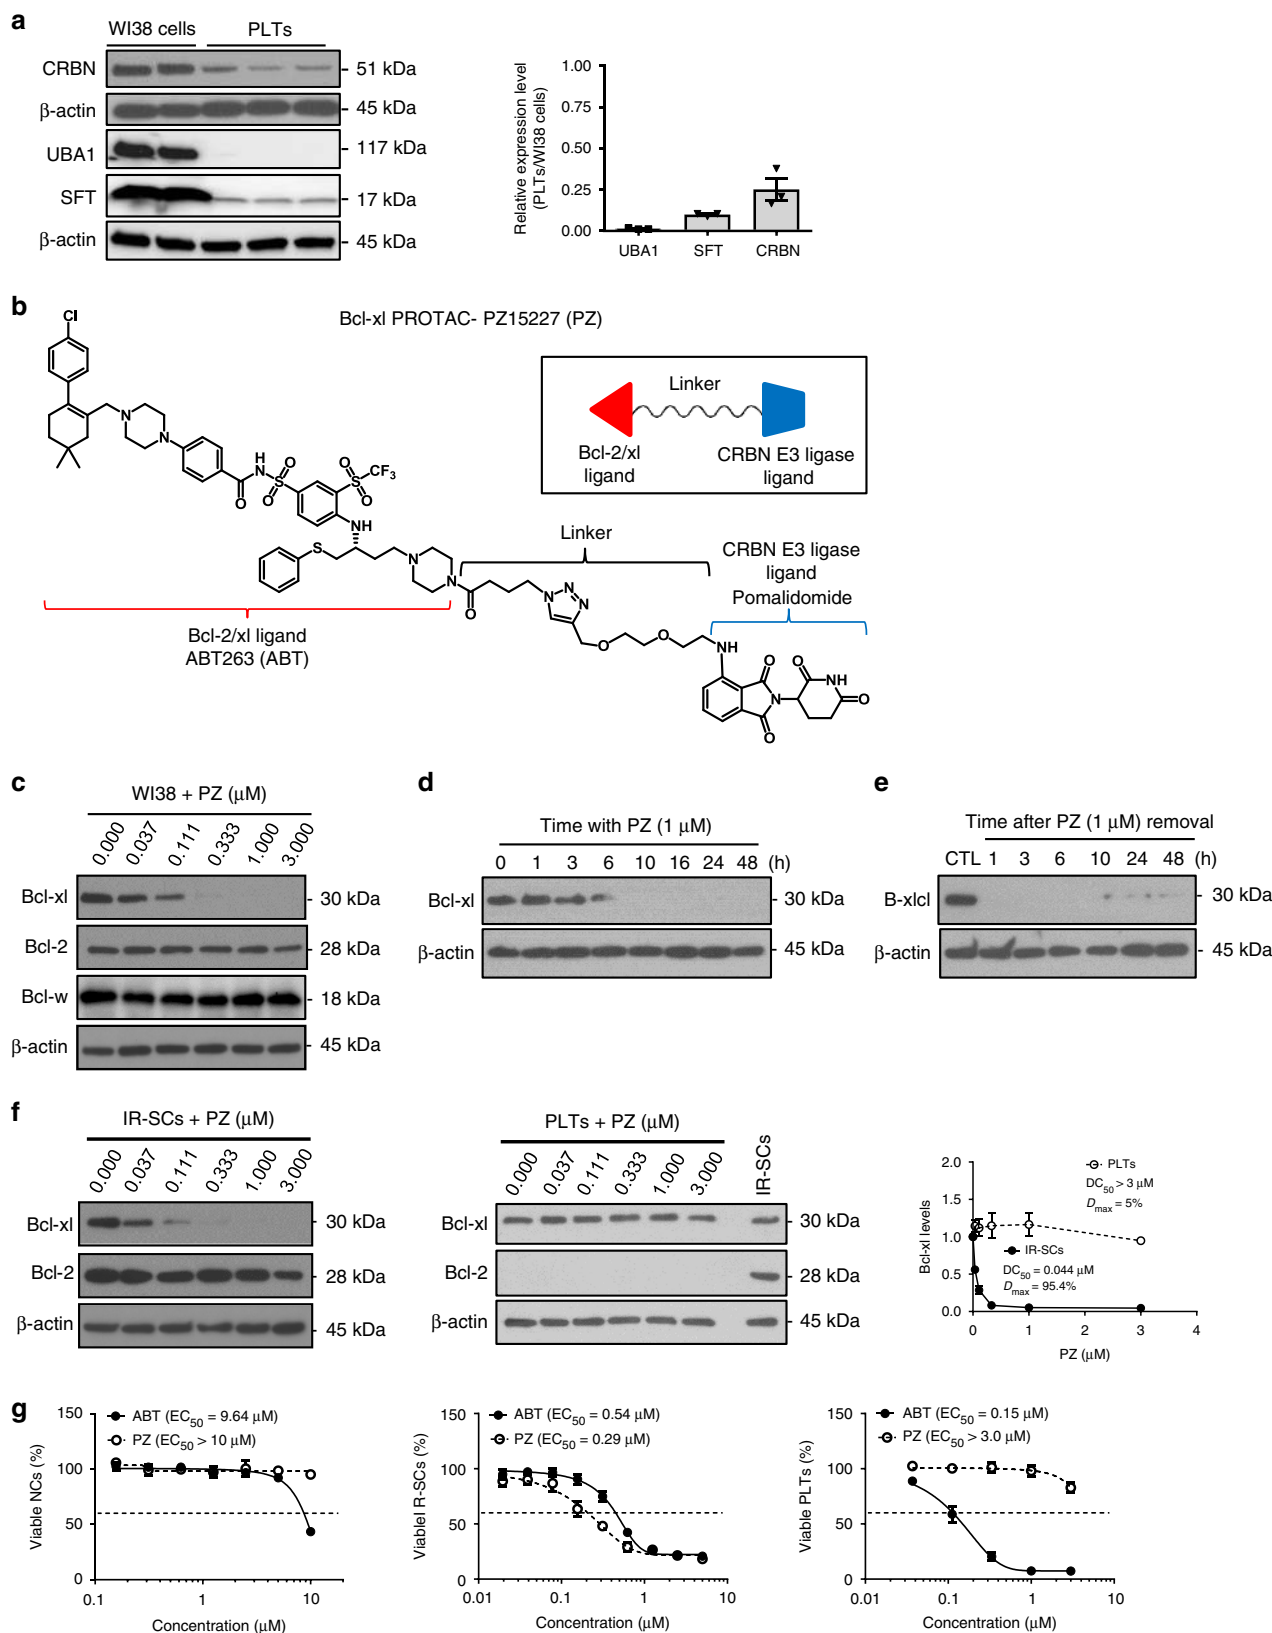 a
WI38 cells PLTs
CRBN 51 kDa
β-actin 45 kDa
UBA1 117 kDa
SFT 17 kDa
β-actin 45 kDa
Relative expression level
(PLTs/WI38 cells)
1.00
0.75
0.50
0.25
0.00
UBA1 SFT CRBN
b
Bcl-xl PROTAC- PZ15227 (PZ)
Linker
Bcl-2/xl
ligand
CRBN E3 ligase
ligand
Cl
N
N
O
H
N
O
S
O
O
S
O
CF3
NH
S
N
N
O
N
N
N
O
O
NH
O
O
N
O
NH
O
Linker
CRBN E3 ligase
ligand
Pomalidomide
Bcl-2/xl ligand
ABT263 (ABT)
c
WI38 + PZ (μM)
0.000 0.037 0.111 0.333 1.000 3.000
Bcl-xl 30 kDa
Bcl-2 28 kDa
Bcl-w 18 kDa
β-actin 45 kDa
d
Time with PZ (1 μM)
0 1 3 6 10 16 24 48 (h)
Bcl-xl 30 kDa
β-actin 45 kDa
e
Time after PZ (1 μM) removal
CTL 1 3 6 10 24 48 (h)
B-xlcl 30 kDa
β-actin 45 kDa
f
IR-SCs + PZ (μM)
0.000 0.037 0.111 0.333 1.000 3.000
Bcl-xl 30 kDa
Bcl-2 28 kDa
β-actin 45 kDa
PLTs + PZ (μM)
0.000 0.037 0.111 0.333 1.000 3.000 IR-SCs
Bcl-xl 30 kDa
Bcl-2 28 kDa
β-actin 45 kDa
Bcl-xl levels
2.0
1.5
1.0
0.5
0.0
PLTs
DC50 > 3 μM
Dmax = 5%
IR-SCs
DC50 = 0.044 μM
Dmax = 95.4%
0 1 2 3 4
PZ (μM)
g
Viable NCs (%)
150
100
50
0
ABT (EC50 = 9.64 μM)
PZ (EC50 > 10 μM)
0.1 1 10
Concentration (μM)
Viablel R-SCs (%)
150
100
50
0
ABT (EC50 = 0.54 μM)
PZ (EC50 = 0.29 μM)
0.01 0.1 1 10
Concentration (μM)
Viable PLTs (%)
150
100
50
0
ABT (EC50 = 0.15 μM)
PZ (EC50 > 3.0 μM)
0.01 0.1 1 10
Concentration (μM)